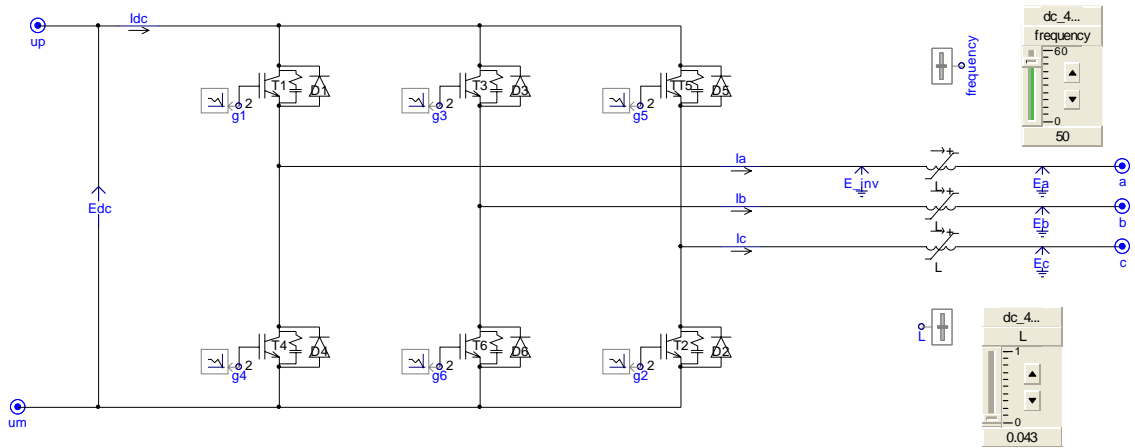 Idc
up
dc_4...
frequency
60
0
50
frequency
T1
D1
2
g1
T3
D3
2
g3
TT5
D5
2
g5
Ia
E_inv
L
Ea
a
Edc
Ib
L
Eb
b
Ic
L
Ec
c
T4
D4
2
g4
T6
D6
2
g6
T2
D2
2
g2
L
dc_4...
L
1
0
0.043
um